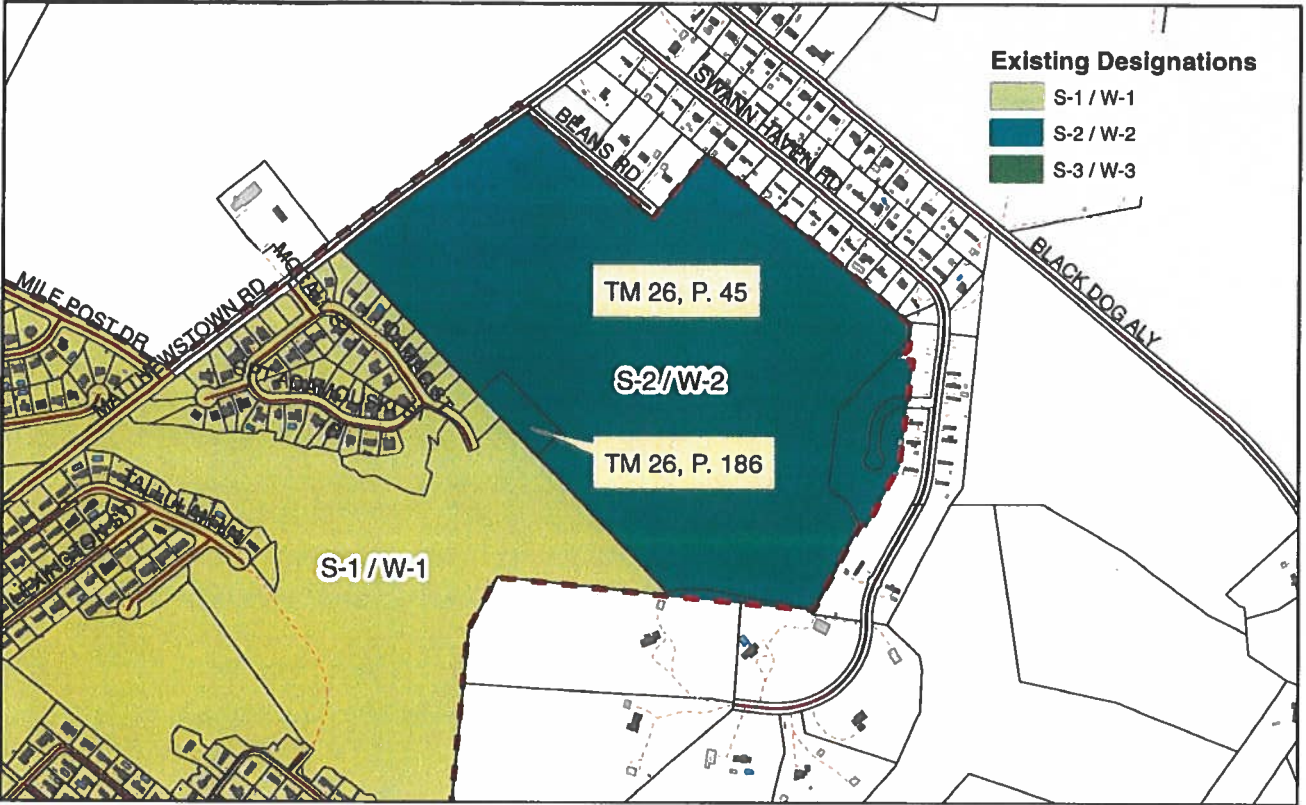 Existing Designations
S-1 / W-1
S-2 / W-2
S-3 / W-3
SWANN HAVEN RD
BEANS RD
BLACK DOG ALY
MILE POST DR
MATHEWSTOWN RD
TM 26, P. 45
S-2 / W-2
TM 26, P. 186
S-1 / W-1